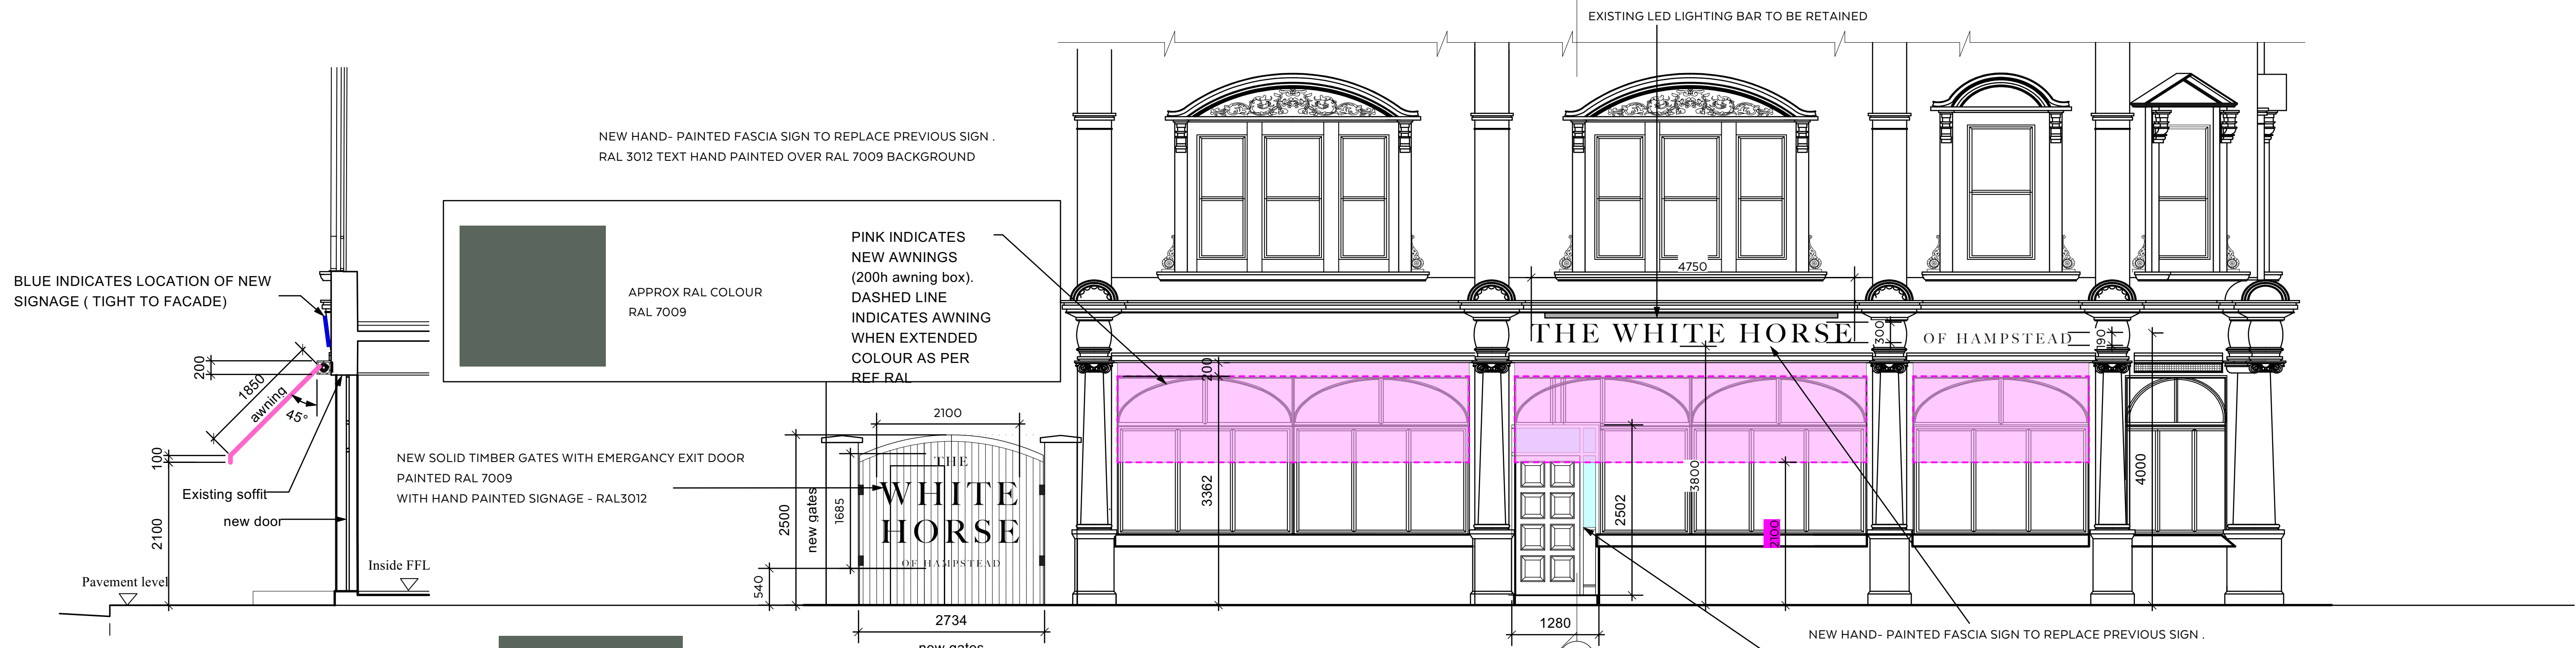 EXISTING LED LIGHTING BAR TO BE RETAINED
NEW HAND- PAINTED FASCIA SIGN TO REPLACE PREVIOUS SIGN .
RAL 3012 TEXT HAND PAINTED OVER RAL 7009 BACKGROUND
BLUE INDICATES LOCATION OF NEW
SIGNAGE ( TIGHT TO FACADE)
APPROX RAL COLOUR
RAL 7009
PINK INDICATES
NEW AWNINGS
(200h awning box).
DASHED LINE
INDICATES AWNING
WHEN EXTENDED
COLOUR AS PER
REF RAL
200
1850
awning
45°
100
2100
Existing soffit
new door
Pavement level
Inside FFL
NEW SOLID TIMBER GATES WITH EMERGANCY EXIT DOOR
PAINTED RAL 7009
WITH HAND PAINTED SIGNAGE - RAL3012
2100
2500
new gates
1685
540
THE
WHITE
HORSE
OF HAMPSTEAD
2734
new gates
4750
THE WHITE HORSE
300
OF HAMPSTEAD
190
200
3362
2502
3800
2100
4000
1280
NEW HAND- PAINTED FASCIA SIGN TO REPLACE PREVIOUS SIGN .